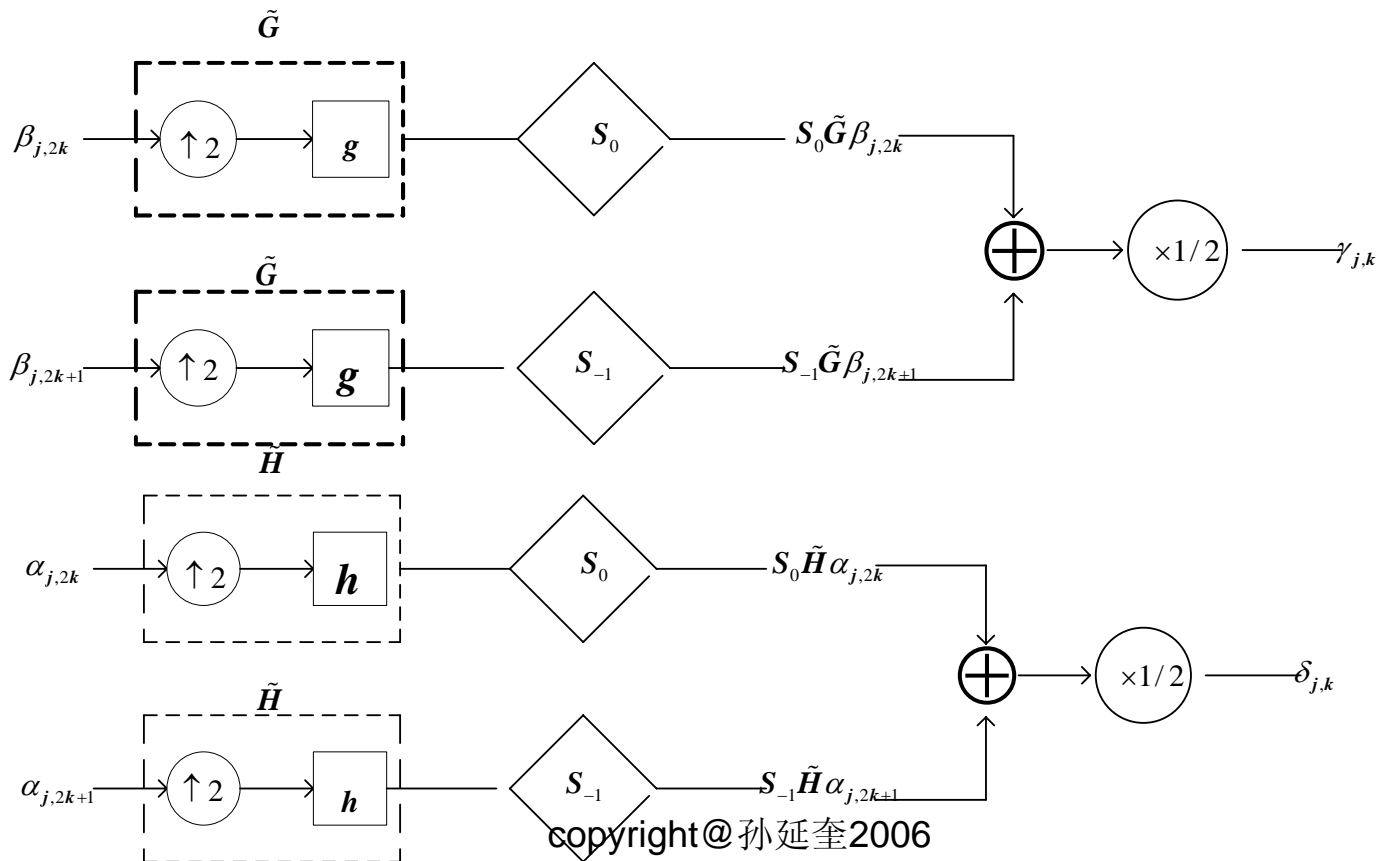 G̃
β_{j,2k} ↑2 g S_0 S_0G̃β_{j,2k}
×1/2 γ_{j,k}
G̃
β_{j,2k+1} ↑2 g S_{-1} S_{-1}G̃β_{j,2k+1}
H̃
α_{j,2k} ↑2 h S_0 S_0H̃α_{j,2k}
×1/2 δ_{j,k}
H̃
α_{j,2k+1} ↑2 h S_{-1} S_{-1}H̃α_{j,2k+1}
copyright@孙延奎2006